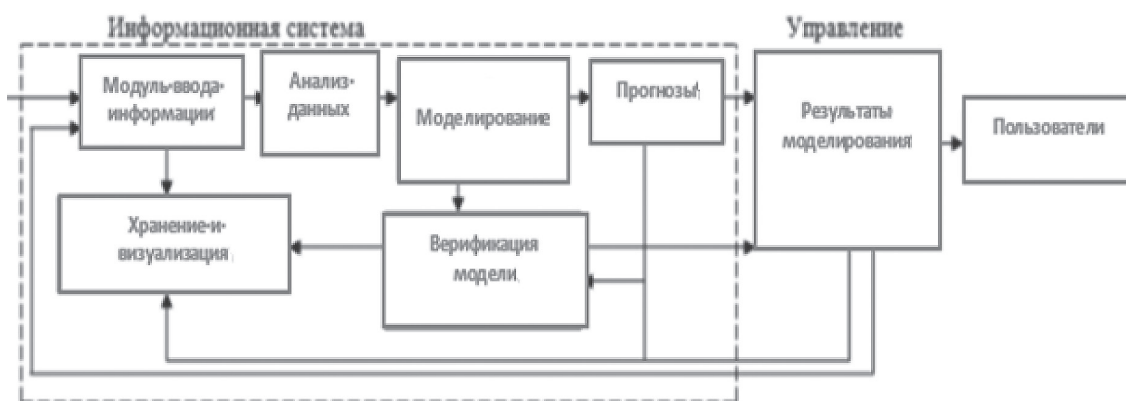 Информационная система
Управление
Модуль ввода
информации
Анализ
данных
Моделирование
Прогнозы
Результаты
моделирования
Пользователи
Хранение и
визуализация
Верификация
модели